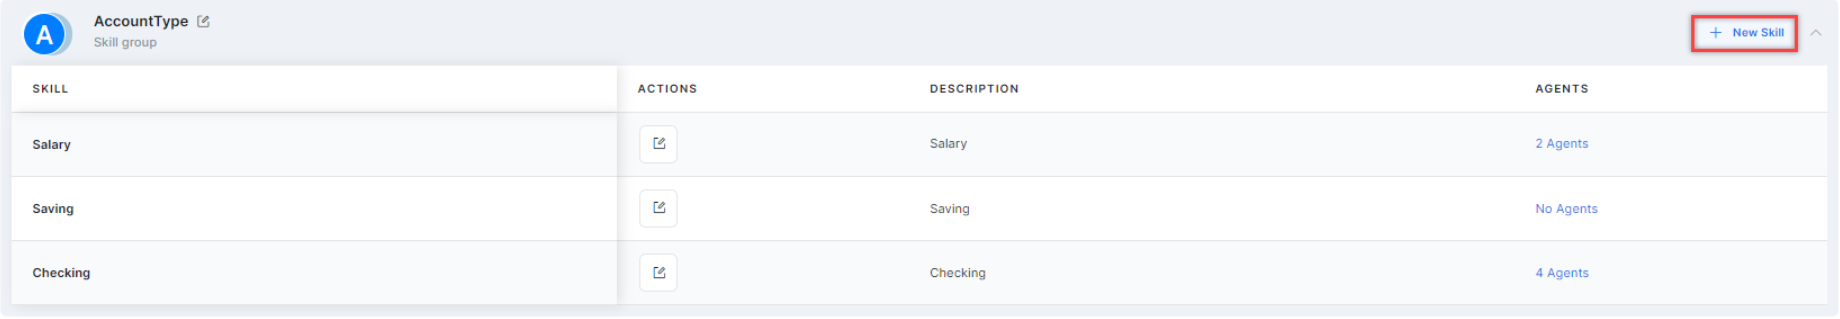 A
AccountType
Skill group
+ New Skill
SKILL ACTIONS DESCRIPTION AGENTS
Salary Salary 2 Agents
Saving Saving No Agents
Checking Checking 4 Agents